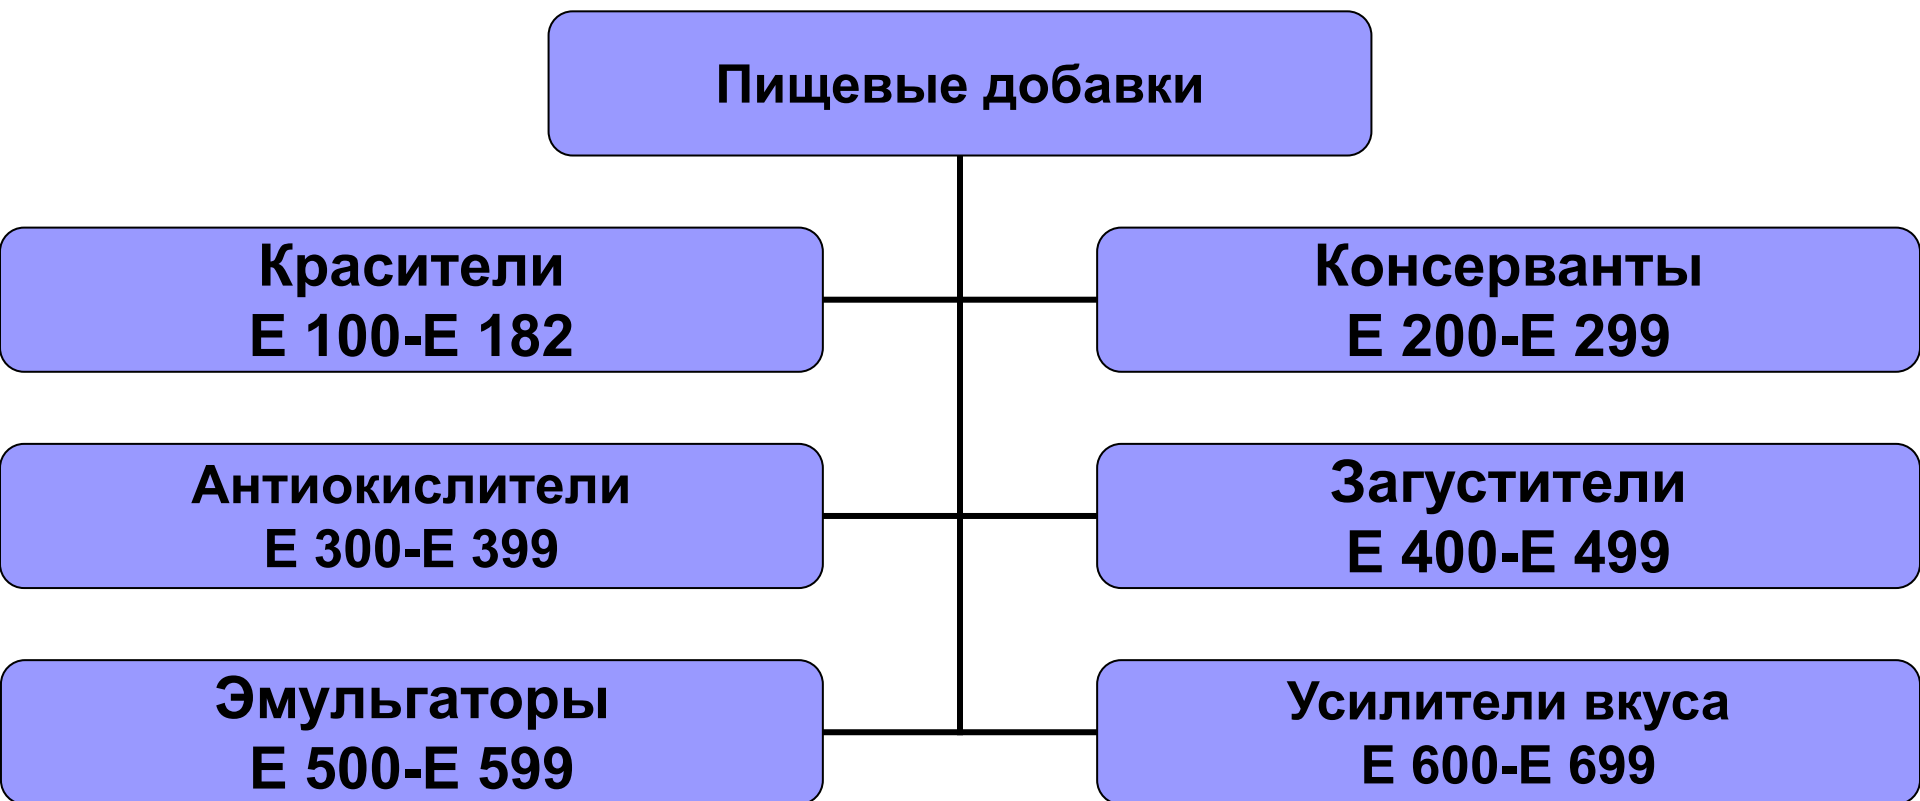 Пищевые добавки
Красители
Е 100-Е 182
Консерванты
Е 200-Е 299
Антиокислители
Е 300-Е 399
Загустители
Е 400-Е 499
Эмульгаторы
Е 500-Е 599
Усилители вкуса
Е 600-Е 699